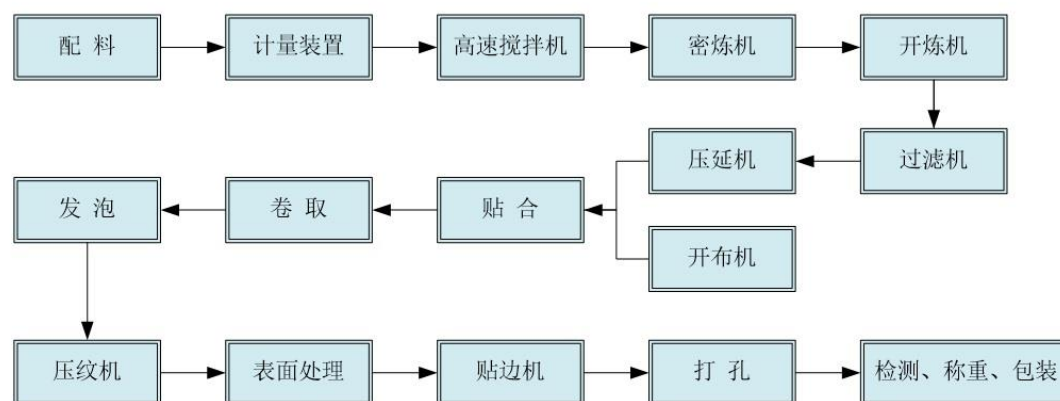 配 料
计量装置
高速搅拌机
密炼机
开炼机
过滤机
压延机
开布机
贴 合
卷 取
发 泡
压纹机
表面处理
贴边机
打 孔
检测、称重、包装